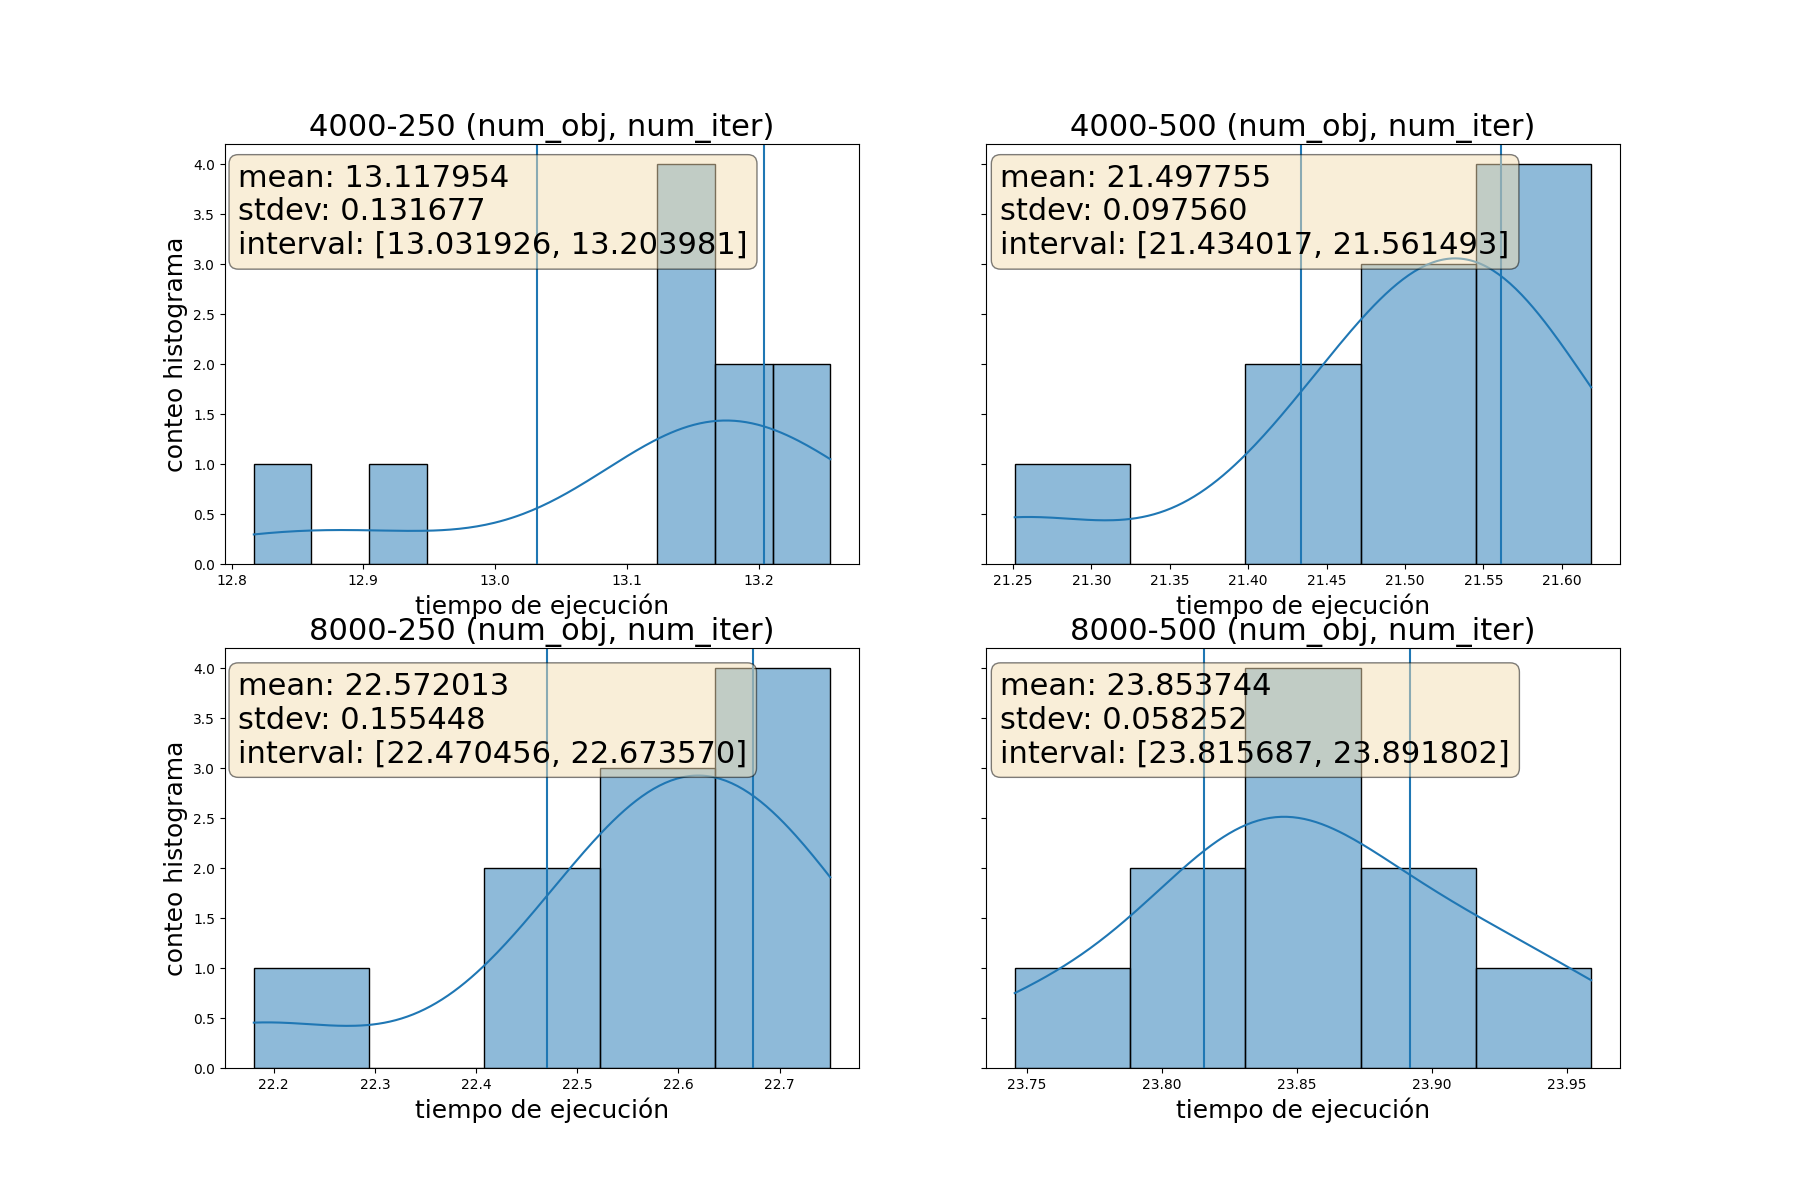 4000-250 (num_obj, num_iter)
mean: 13.117954
stdev: 0.131677
interval: [13.031926, 13.203981]
conteo histograma
4.0
3.5
3.0
2.5
2.0
1.5
1.0
0.5
0.0
12.8 12.9 13.0 13.1 13.2
tiempo de ejecución
4000-500 (num_obj, num_iter)
mean: 21.497755
stdev: 0.097560
interval: [21.434017, 21.561493]
21.25 21.30 21.35 21.40 21.45 21.50 21.55 21.60
tiempo de ejecución
8000-250 (num_obj, num_iter)
mean: 22.572013
stdev: 0.155448
interval: [22.470456, 22.673570]
conteo histograma
4.0
3.5
3.0
2.5
2.0
1.5
1.0
0.5
0.0
22.2 22.3 22.4 22.5 22.6 22.7
tiempo de ejecución
8000-500 (num_obj, num_iter)
mean: 23.853744
stdev: 0.058252
interval: [23.815687, 23.891802]
23.75 23.80 23.85 23.90 23.95
tiempo de ejecución